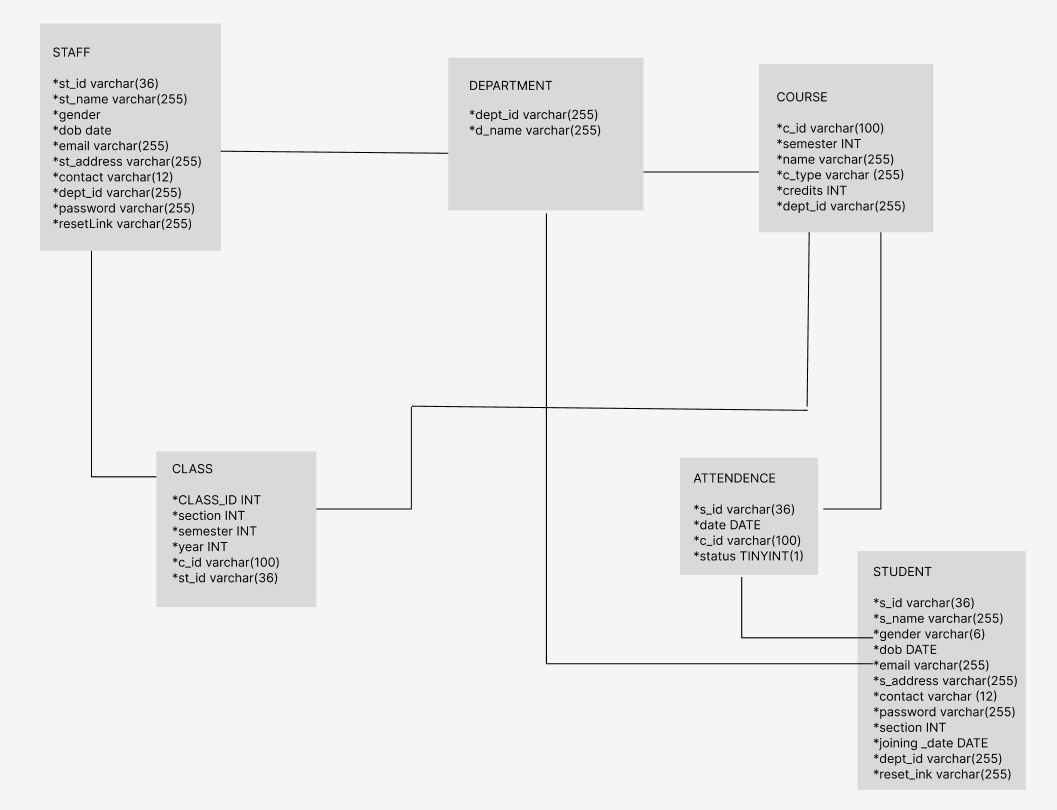 STAFF
*st_id varchar(36)
*st_name varchar(255)
*gender
*dob date
*email varchar(255)
*st_address varchar(255)
*contact varchar(12)
*dept_id varchar(255)
*password varchar(255)
*resetLink varchar(255)
DEPARTMENT
*dept_id varchar(255)
*d_name varchar(255)
COURSE
*c_id varchar(100)
*semester INT
*name varchar(255)
*c_type varchar (255)
*credits INT
*dept_id varchar(255)
CLASS
*CLASS_ID INT
*section INT
*semester INT
*year INT
*c_id varchar(100)
*st_id varchar(36)
ATTENDENCE
*s_id varchar(36)
*date DATE
*c_id varchar(100)
*status TINYINT(1)
STUDENT
*s_id varchar(36)
*s_name varchar(255)
*gender varchar(6)
*dob DATE
*email varchar(255)
*s_address varchar(255)
*contact varchar (12)
*password varchar(255)
*section INT
*joining _date DATE
*dept_id varchar(255)
*reset_ink varchar(255)